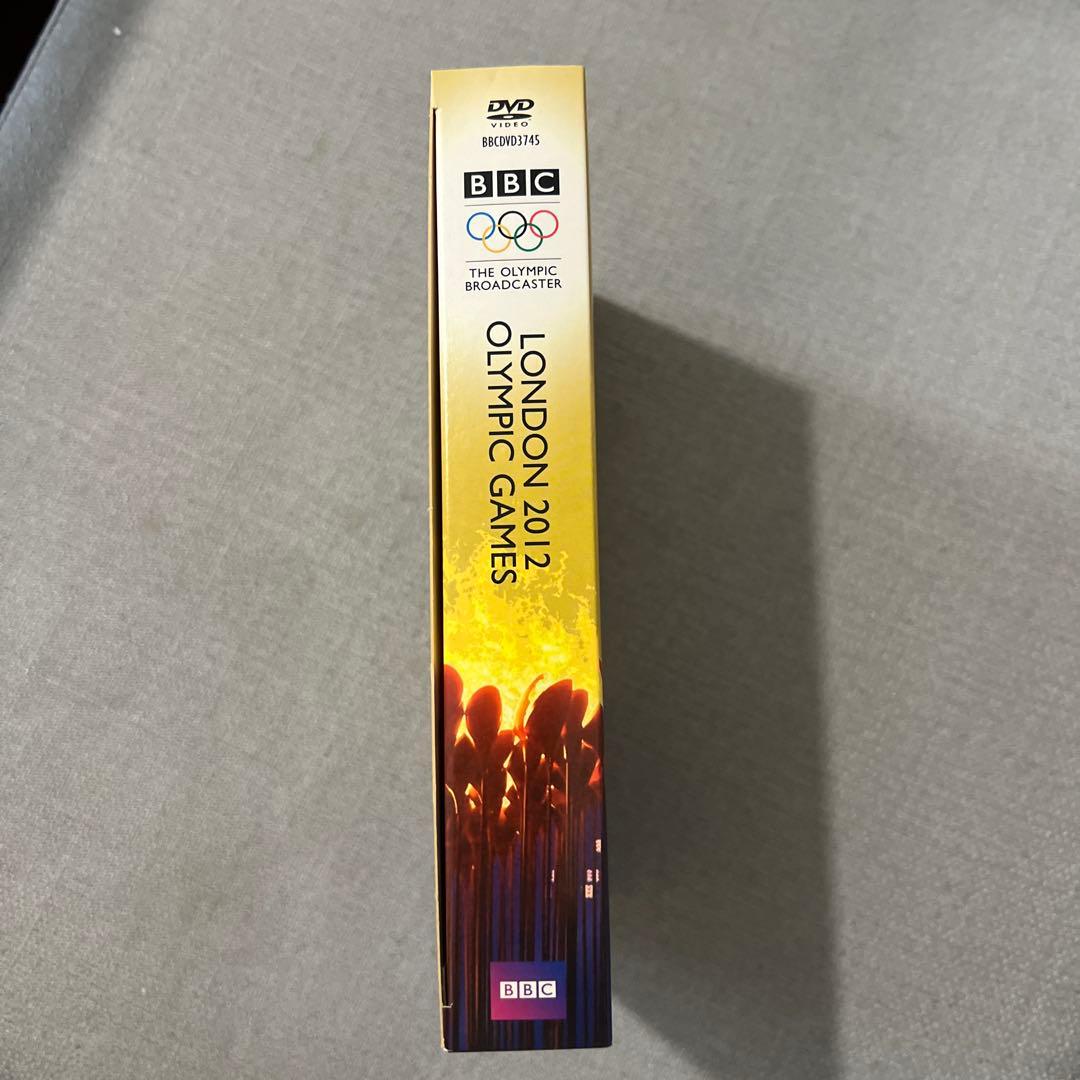 DVD
VIDEO
BBCDVD3745
BBC
THE OLYMPIC
BROADCASTER
LONDON 2012
OLYMPIC GAMES
BBC